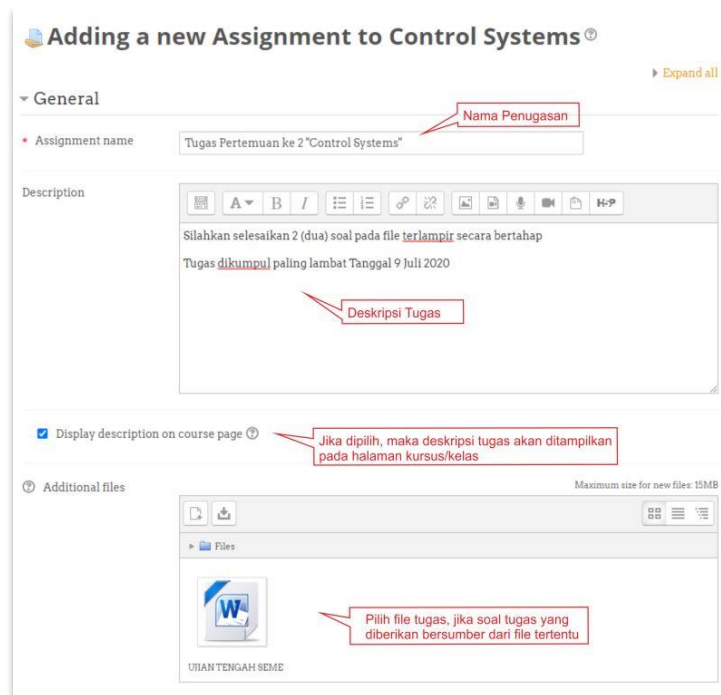 Adding a new Assignment to Control Systems
Expand all
General
Nama Penugasan
Assignment name
Tugas Pertemuan ke 2 "Control Systems"
Description
A B I H-P
Silahkan selesaikan 2 (dua) soal pada file terlampir secara bertahap
Tugas dikumpul paling lambat Tanggal 9 Juli 2020
Deskripsi Tugas
Display description on course page
Jika dipilih, maka deskripsi tugas akan ditampilkan
pada halaman kursus/kelas
Additional files
Maximum size for new files: 15MB
Files
W
Pilih file tugas, jika soal tugas yang
diberikan bersumber dari file tertentu
UJIAN TENGAH SEME